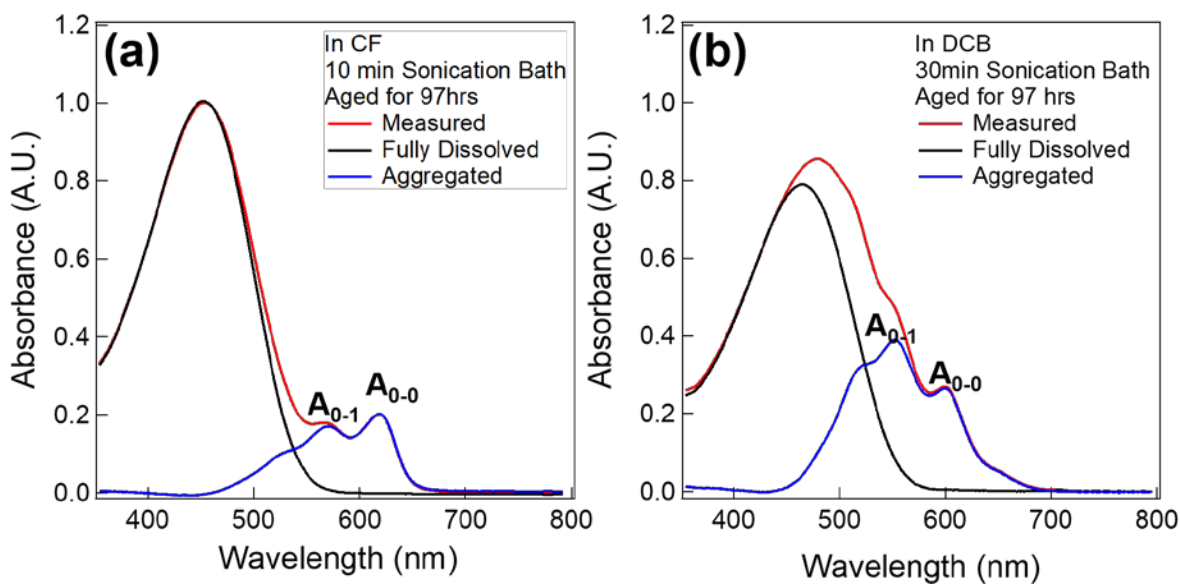 (a)
In CF
10 min Sonication Bath
Aged for 97hrs
Measured
Fully Dissolved
Aggregated
A0-1
A0-0
1.2
1.0
0.8
0.6
0.4
0.2
0.0
Absorbance (A.U.)
400 500 600 700 800
Wavelength (nm)
(b)
In DCB
30min Sonication Bath
Aged for 97 hrs
Measured
Fully Dissolved
Aggregated
A0-1
A0-0
1.2
1.0
0.8
0.6
0.4
0.2
0.0
Absorbance (A.U.)
400 500 600 700 800
Wavelength (nm)